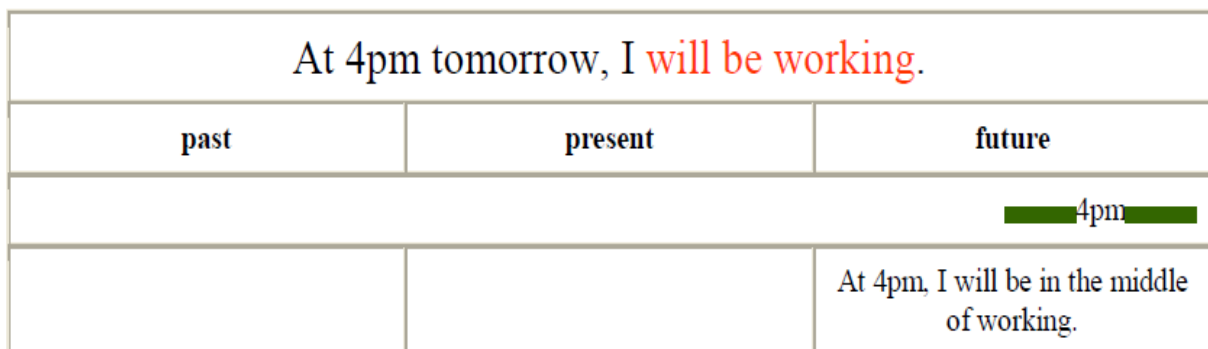 At 4pm tomorrow, I will be working.
past present future
4pm
At 4pm, I will be in the middle
of working.